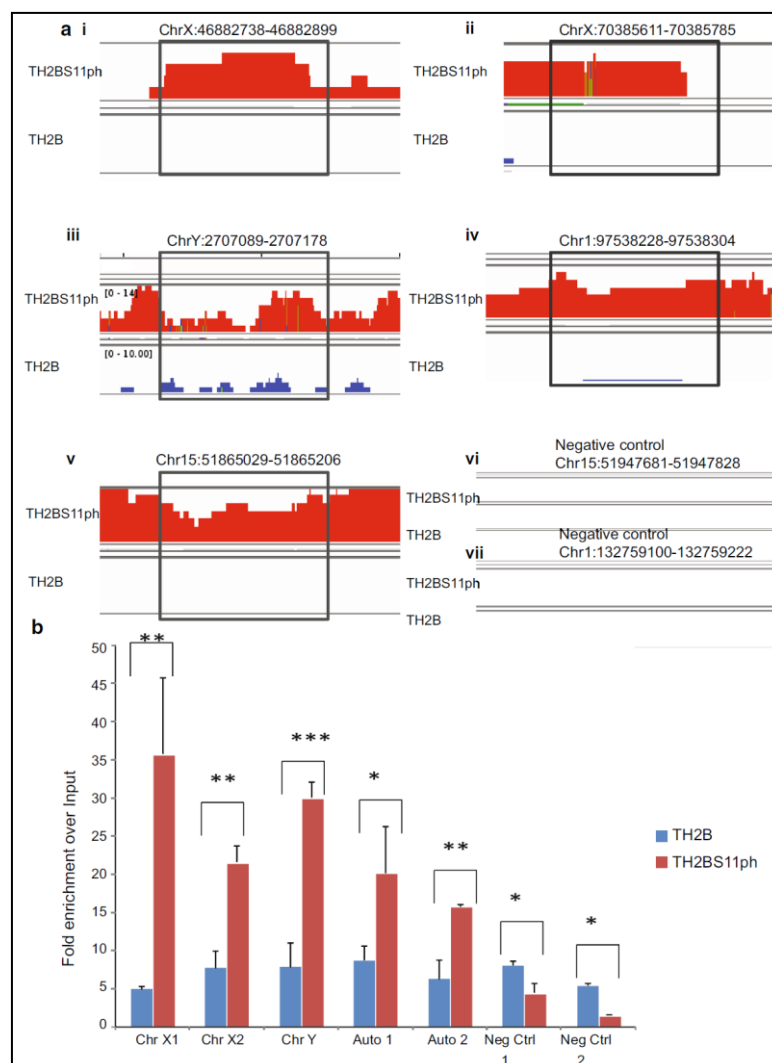 a i ChrX:46882738-46882899
TH2BS11ph
TH2B
ii ChrX:70385611-70385785
TH2BS11ph
TH2B
iii ChrY:2707089-2707178
[0 - 14]
TH2BS11ph
[0 - 10.00]
TH2B
iv Chr1:97538228-97538304
TH2BS11ph
TH2B
v Chr15:51865029-51865206
TH2BS11ph
TH2B
vi Negative control
Chr15:51947681-51947828
TH2BS11ph
TH2B
vii Negative control
Chr1:132759100-132759222
TH2BS11ph
TH2B
b
Fold enrichment over Input
50
45
40
35
30
25
20
15
10
5
0
** ** *** * ** * *
TH2B
TH2BS11ph
Chr X1 Chr X2 Chr Y Auto 1 Auto 2 Neg Ctrl 1 Neg Ctrl 2